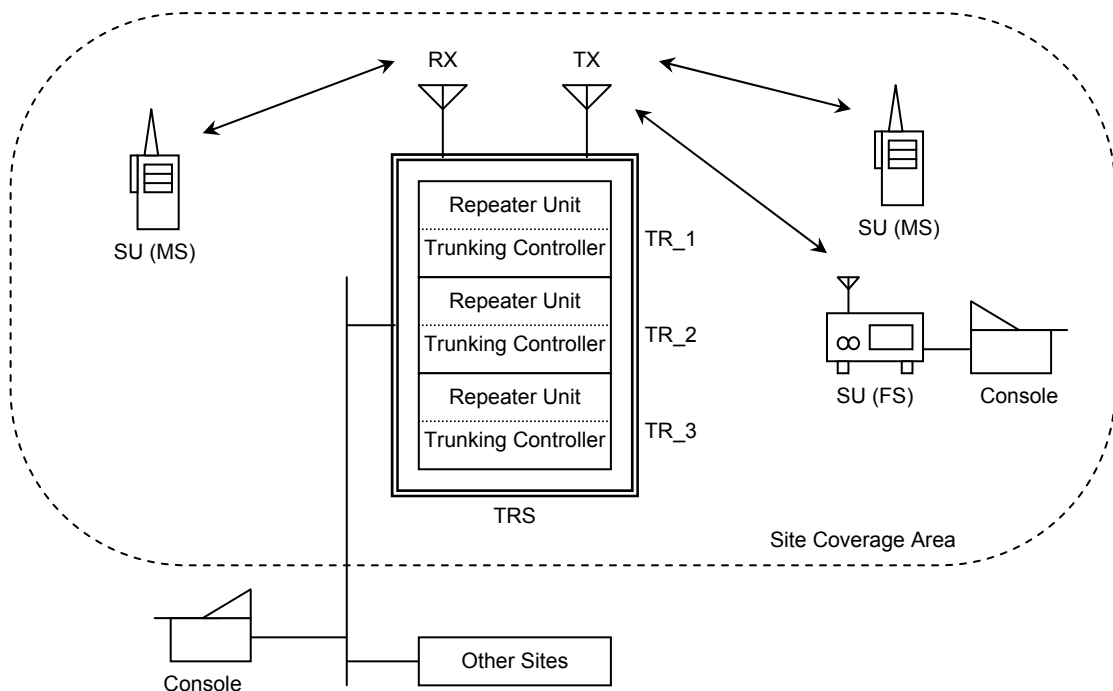 RX
TX
SU (MS)
SU (MS)
Repeater Unit
Trunking Controller
TR_1
Repeater Unit
Trunking Controller
TR_2
Repeater Unit
Trunking Controller
TR_3
SU (FS)
Console
TRS
Site Coverage Area
Console
Other Sites